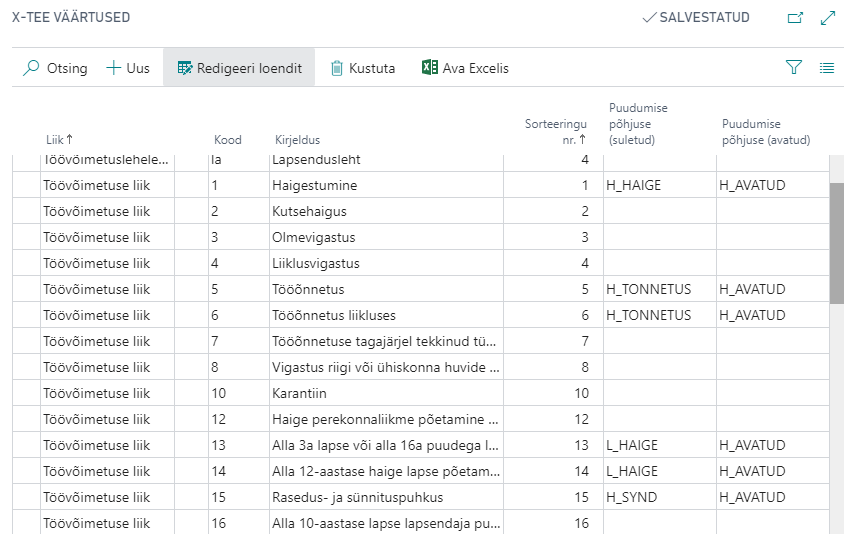 X-TEE VÄÄRTUSED SALVESTATUD
Otsing Uus Redigeeri loendit Kustuta Ava Excelis
Liik Kood Kirjeldus Sorteeringu nr. Puudumise põhjuse (suletud) Puudumise põhjuse (avatud)
Töövõimetuslehele... la Lapsendusleht 4
Töövõimetuse liik 1 Haigestumine 1 H_HAIGE H_AVATUD
Töövõimetuse liik 2 Kutsehaigus 2
Töövõimetuse liik 3 Olmevigastus 3
Töövõimetuse liik 4 Liiklusvigastus 4
Töövõimetuse liik 5 Tööõnnetus 5 H_TONNETUS H_AVATUD
Töövõimetuse liik 6 Tööõnnetus liikluses 6 H_TONNETUS H_AVATUD
Töövõimetuse liik 7 Tööõnnetuse tagajärjel tekkinud tü... 7
Töövõimetuse liik 8 Vigastus riigi või ühiskonna huvide ... 8
Töövõimetuse liik 10 Karantiin 10
Töövõimetuse liik 12 Haige perekonnaliikme põetamine ... 12
Töövõimetuse liik 13 Alla 3a lapse või alla 16a puudega l... 13 L_HAIGE H_AVATUD
Töövõimetuse liik 14 Alla 12-aastase haige lapse põetam... 14 L_HAIGE H_AVATUD
Töövõimetuse liik 15 Rasedus- ja sünnituspuhkus 15 H_SYND H_AVATUD
Töövõimetuse liik 16 Alla 10-aastase lapse lapsendaja pu... 16